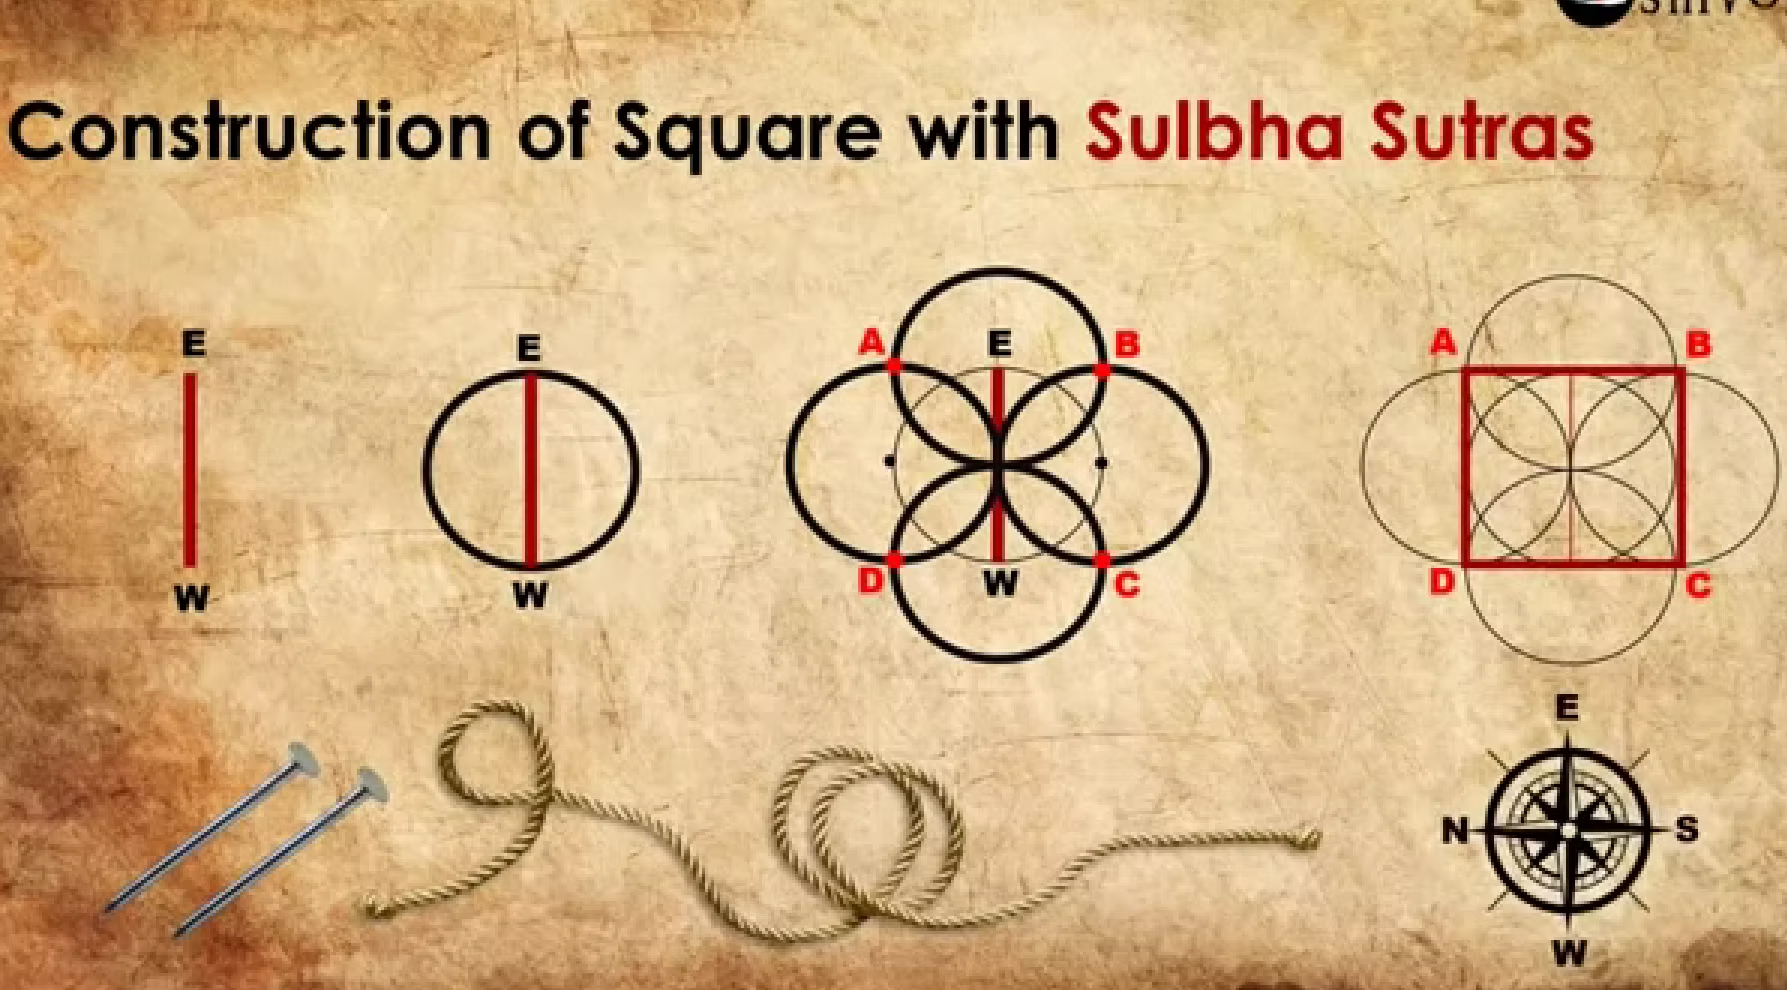 Construction of Square with Sulbha Sutras
E
W
E
W
A E B
D W C
A B
D C
E
N S
W